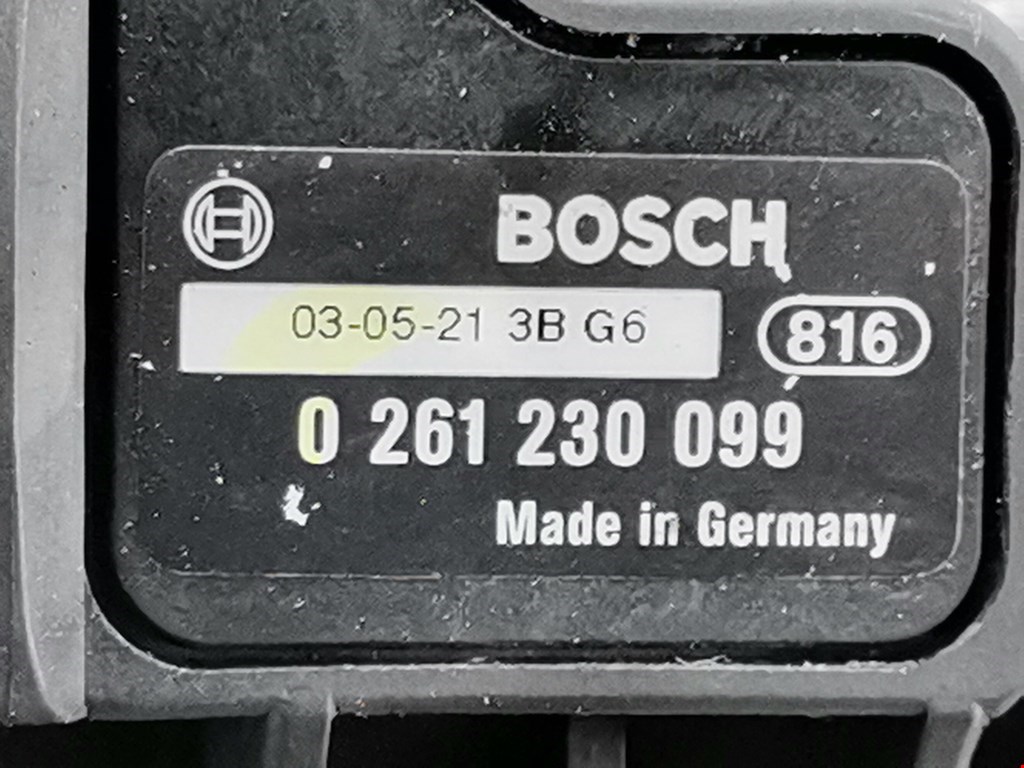 BOSCH
03-05-21 3B G6
816
0 261 230 099
Made in Germany